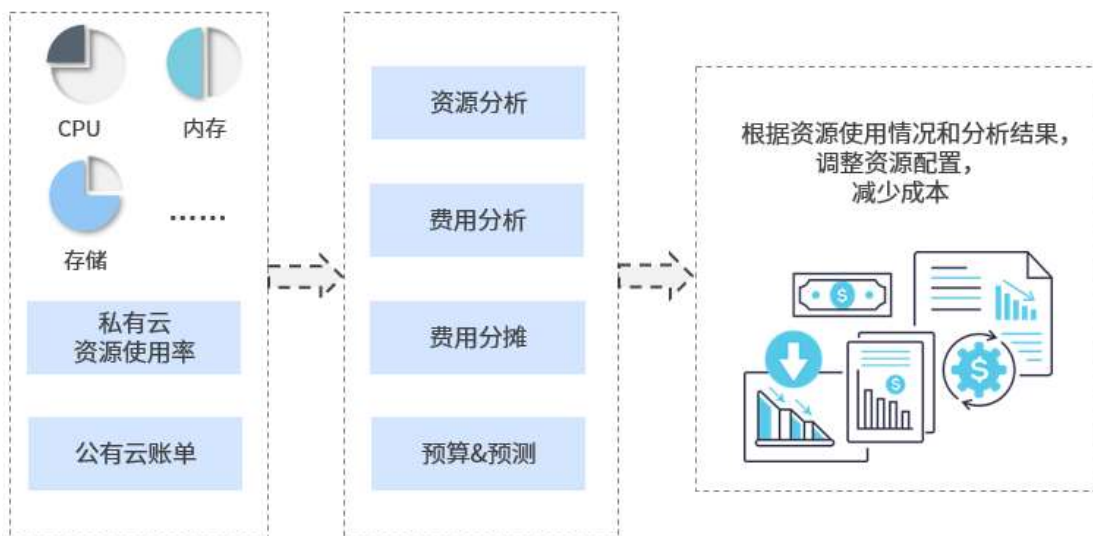 CPU
内存
存储
……
私有云
资源使用率
公有云账单
资源分析
费用分析
费用分摊
预算&预测
根据资源使用情况和分析结果，
调整资源配置，
减少成本
$
$
$